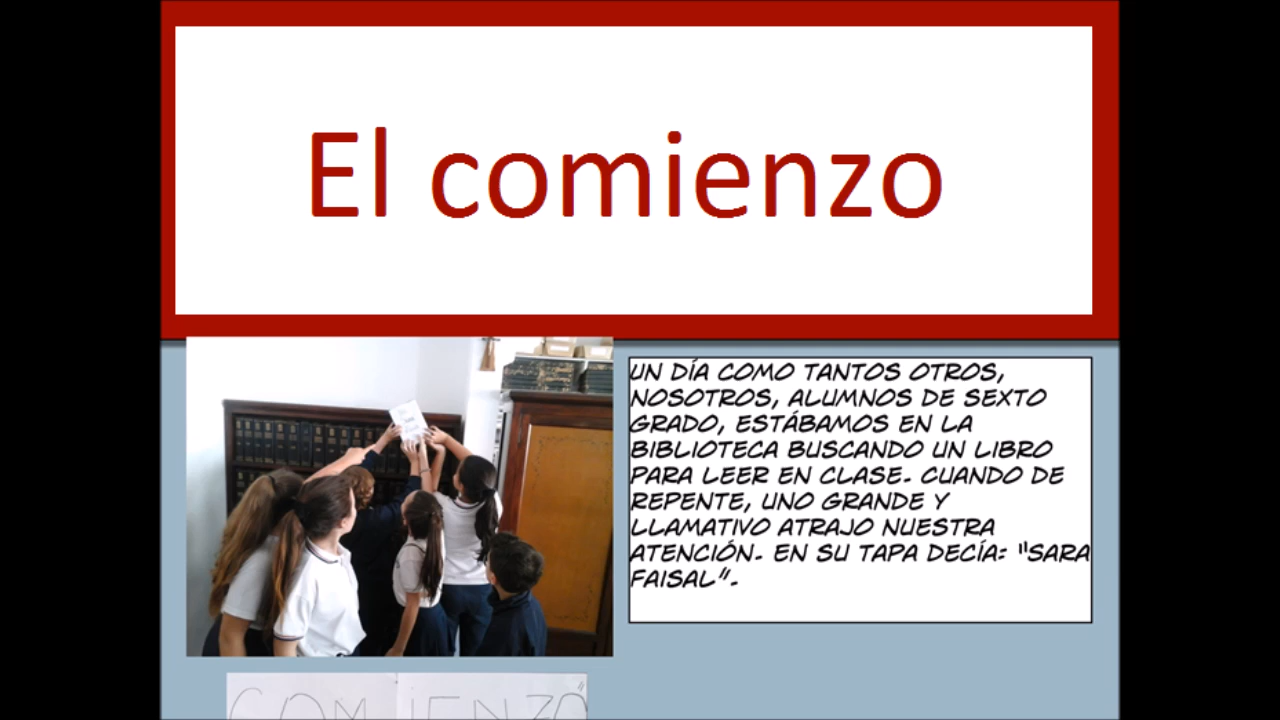 El comienzo
UN DÍA COMO TANTOS OTROS,
NOSOTROS, ALUMNOS DE SEXTO
GRADO, ESTÁBAMOS EN LA
BIBLIOTECA BUSCANDO UN LIBRO
PARA LEER EN CLASE. CUANDO DE
REPENTE, UNO GRANDE Y
LLAMATIVO ATRAJO NUESTRA
ATENCIÓN. EN SU TAPA DECÍA: "SARA
FAISAL".
COMIENZO